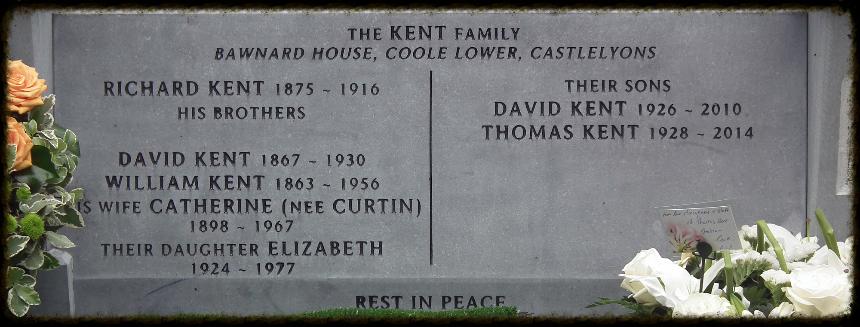 THE KENT FAMILY
BAWNARD HOUSE, COOLE LOWER, CASTLELYONS
RICHARD KENT 1875 ~ 1916
HIS BROTHERS
DAVID KENT 1867 ~ 1930
WILLIAM KENT 1863 ~ 1956
IS WIFE CATHERINE (NEE CURTIN)
1898 ~ 1967
THEIR DAUGHTER ELIZABETH
1924 ~ 1977
THEIR SONS
DAVID KENT 1926 ~ 2010
THOMAS KENT 1928 ~ 2014
REST IN PEACE